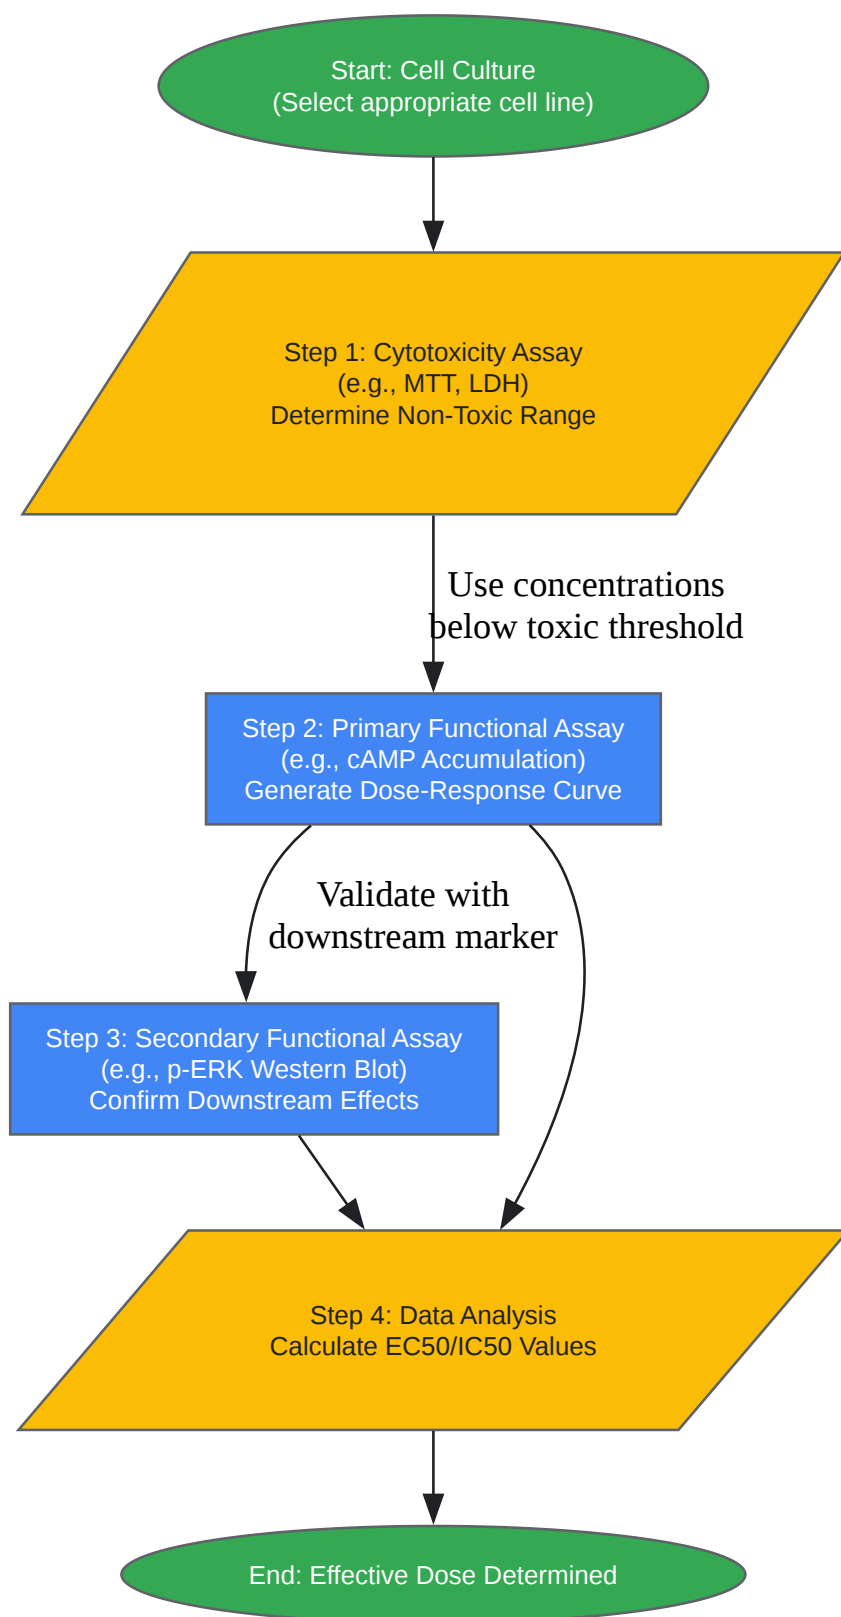 Start: Cell Culture
(Select appropriate cell line)
Step 1: Cytotoxicity Assay
(e.g., MTT, LDH)
Determine Non-Toxic Range
Use concentrations
below toxic threshold
Step 2: Primary Functional Assay
(e.g., cAMP Accumulation)
Generate Dose-Response Curve
Validate with
downstream marker
Step 3: Secondary Functional Assay
(e.g., p-ERK Western Blot)
Confirm Downstream Effects
Step 4: Data Analysis
Calculate EC50/IC50 Values
End: Effective Dose Determined